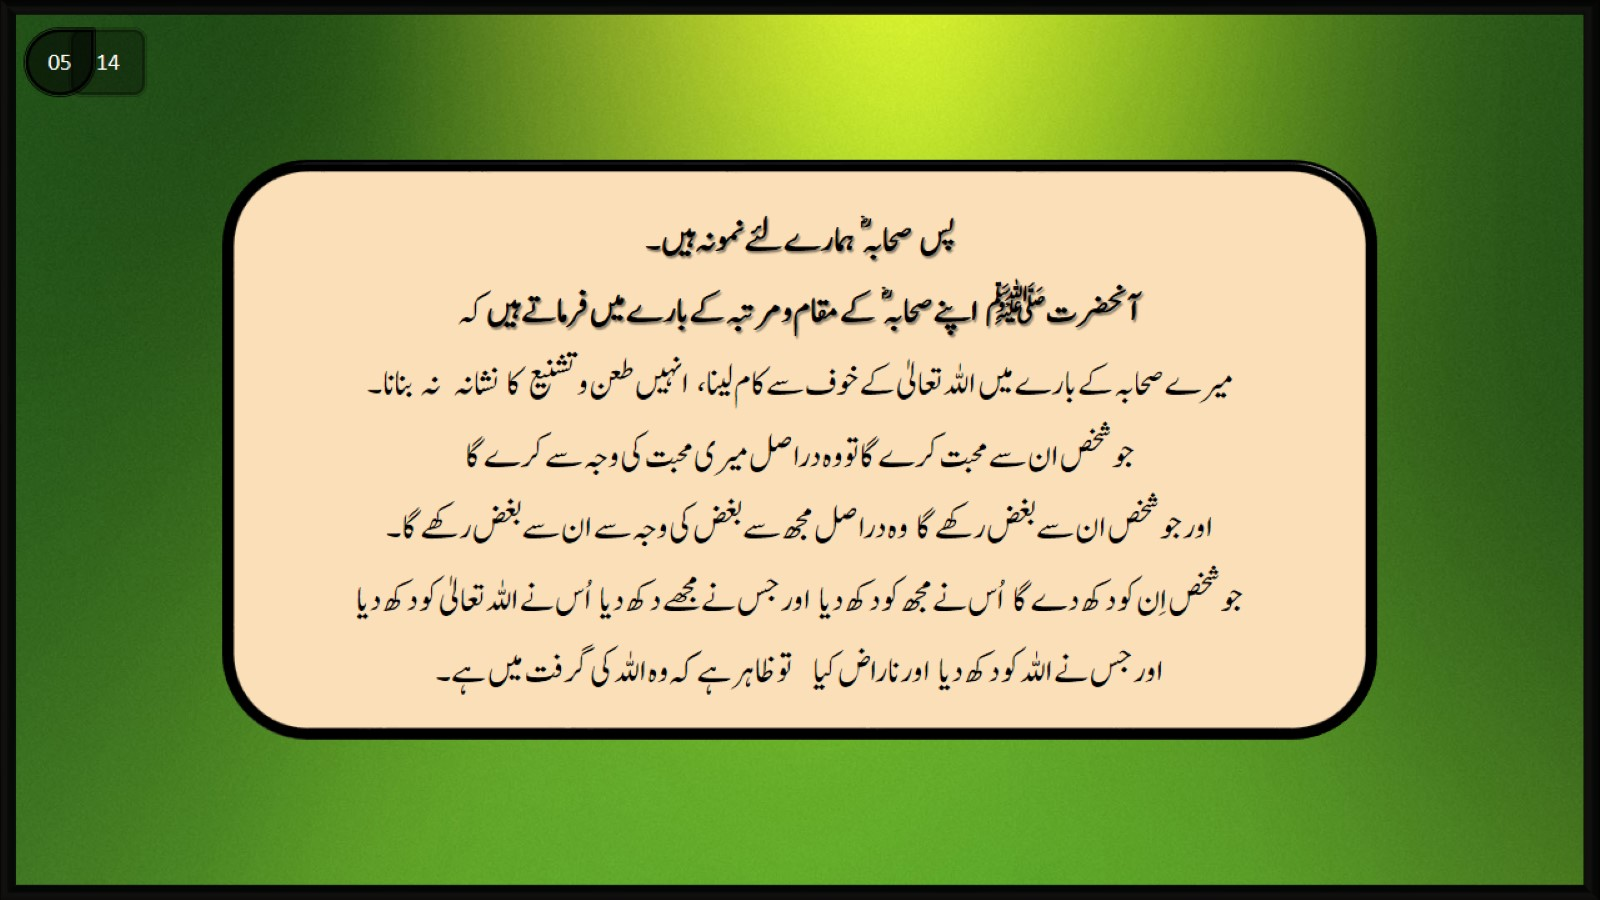 05 14
پس صحابہؓ ہمارے لئے نمونہ ہیں۔
آنحضرتﷺ اپنے صحابہؓ کے مقام و مرتبہ کے بارے میں فرماتے ہیں کہ
میرے صحابہ کے بارے میں اللہ تعالیٰ کے خوف سے کام لینا، انہیں طعن و تشنیع کا نشانہ نہ بنانا۔
جو شخص ان سے محبت کرے گا تو وہ دراصل میری محبت کی وجہ سے کرے گا
اور جو شخص ان سے بغض رکھے گا وہ دراصل مجھ سے بغض کی وجہ سے ان سے بغض رکھے گا۔
جو شخص اِن کو دکھ دے گا اُس نے مجھ کو دکھ دیا اور جس نے مجھے دکھ دیا اُس نے اللہ تعالیٰ کو دکھ دیا
اور جس نے اللہ کو دکھ دیا اور ناراض کیا تو ظاہر ہے کہ وہ اللہ کی گرفت میں ہے۔